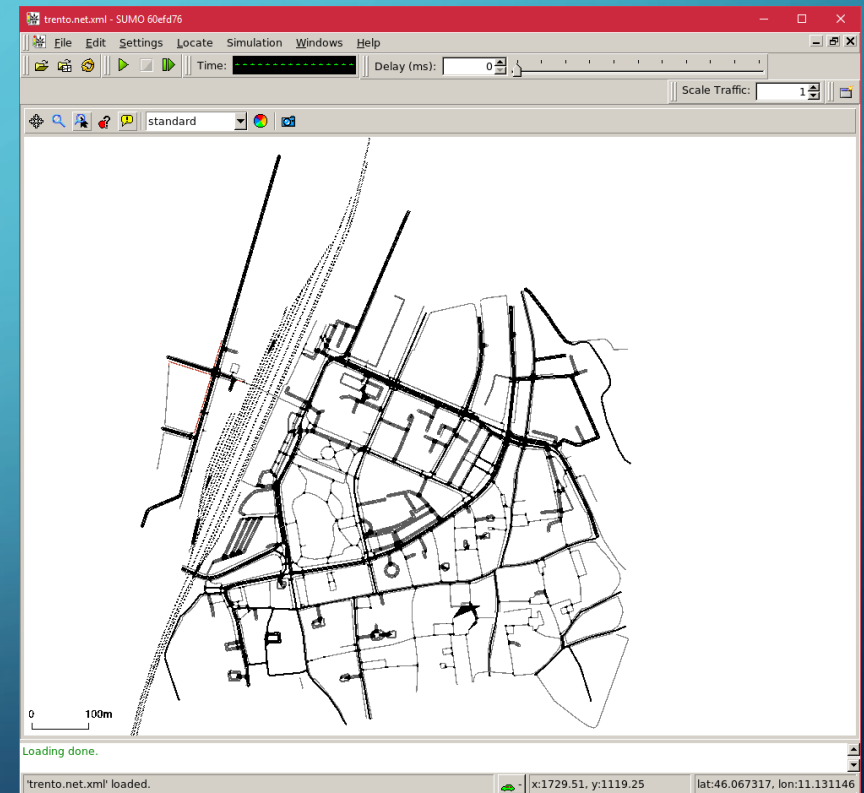 trento.net.xml - SUMO 60efd76
File Edit Settings Locate Simulation Windows Help
Time: Delay (ms): 0
Scale Traffic: 1
standard
0 100m
Loading done.
'trento.net.xml' loaded. x:1729.51, y:1119.25 lat:46.067317, lon:11.131146